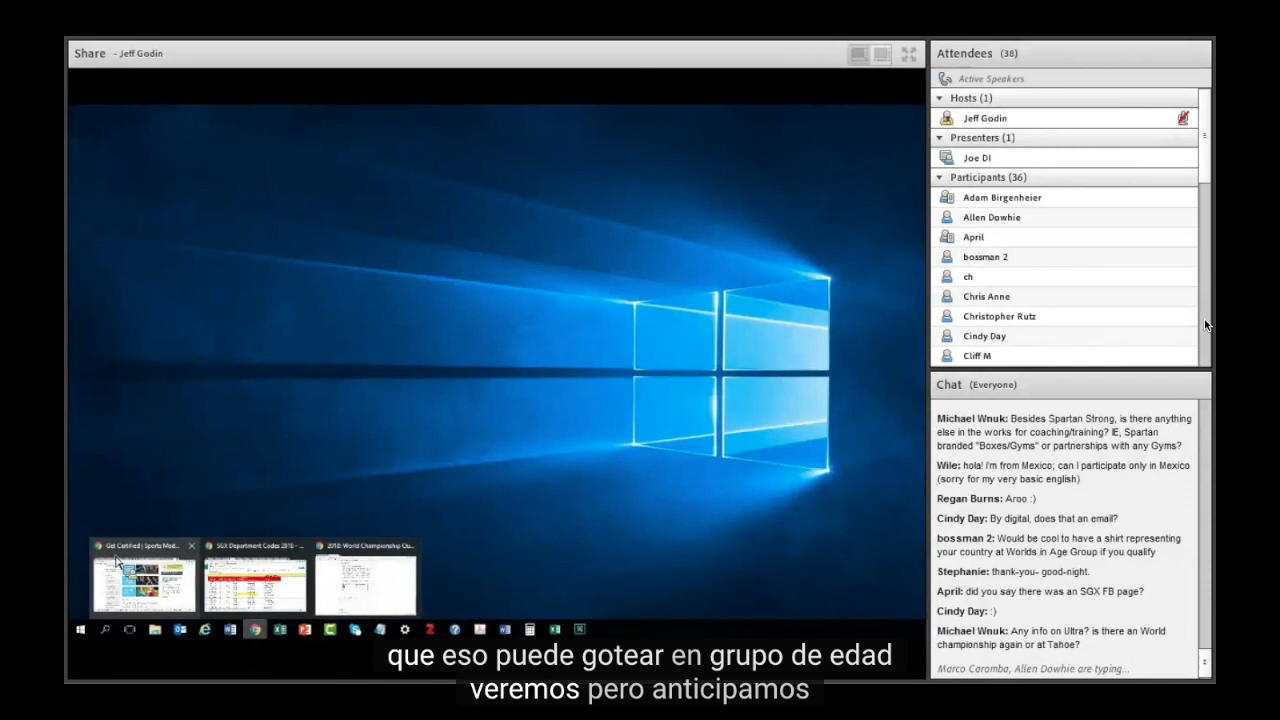 Share - Jeff Godin
Attendees (38)
Active Speakers
Hosts (1)
Jeff Godin
Presenters (1)
Joe DI
Participants (36)
Adam Birgenheier
Allen Dowhie
April
bossman 2
ch
Chris Anne
Christopher Rutz
Cindy Day
Cliff M
Chat (Everyone)
Michael Wnuk: Besides Spartan Strong, is there anything
else in the works for coaching/training? IE, Spartan
branded "Boxes/Gyms" or partnerships with any Gyms?
Wile: hola! I'm from Mexico; can I participate only in Mexico
(sorry for my very basic english)
Regan Burns: Aroo :)
Cindy Day: By digital, does that an email?
bossman 2: Would be cool to have a shirt representing
your country at Worlds in Age Group if you qualify
Stephanie: thank-you- good-night.
April: did you say there was an SGX FB page?
Cindy Day: :)
Michael Wnuk: Any info on Ultra? is there an World
championship again or at Tahoe?
Marco Caromba, Allen Dowhie are typing...
Get Certified | Sports Mod...
SGX Department Codes 2018 - ...
2018: World Championship Qu...
que eso puede gotear en grupo de edad
veremos pero anticipamos